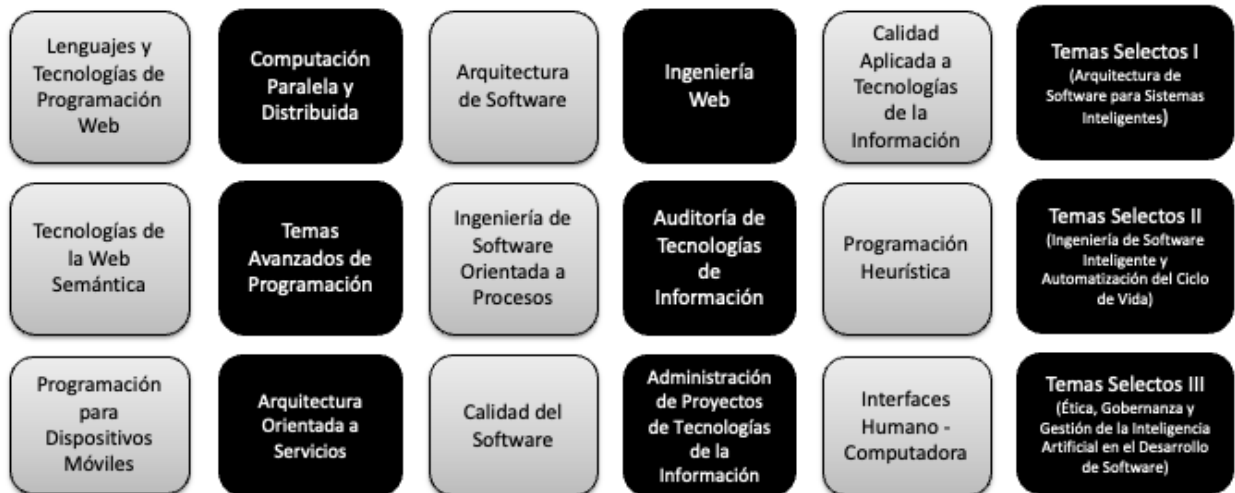 Lenguajes y
Tecnologías de
Programación
Web
Computación
Paralela y
Distribuida
Arquitectura
de Software
Ingeniería
Web
Calidad
Aplicada a
Tecnologías
de la
Información
Temas Selectos I
(Arquitectura de
Software para Sistemas
Inteligentes)
Tecnologías de
la Web
Semántica
Temas
Avanzados de
Programación
Ingeniería de
Software
Orientada a
Procesos
Auditoría de
Tecnologías
de
Información
Programación
Heurística
Temas Selectos II
(Ingeniería de Software
Inteligente y
Automatización del Ciclo
de Vida)
Programación
para
Dispositivos
Móviles
Arquitectura
Orientada a
Servicios
Calidad del
Software
Administración
de Proyectos
de Tecnologías
de la
Información
Interfaces
Humano -
Computadora
Temas Selectos III
(Ética, Gobernanza y
Gestión de la Inteligencia
Artificial en el Desarrollo
de Software)